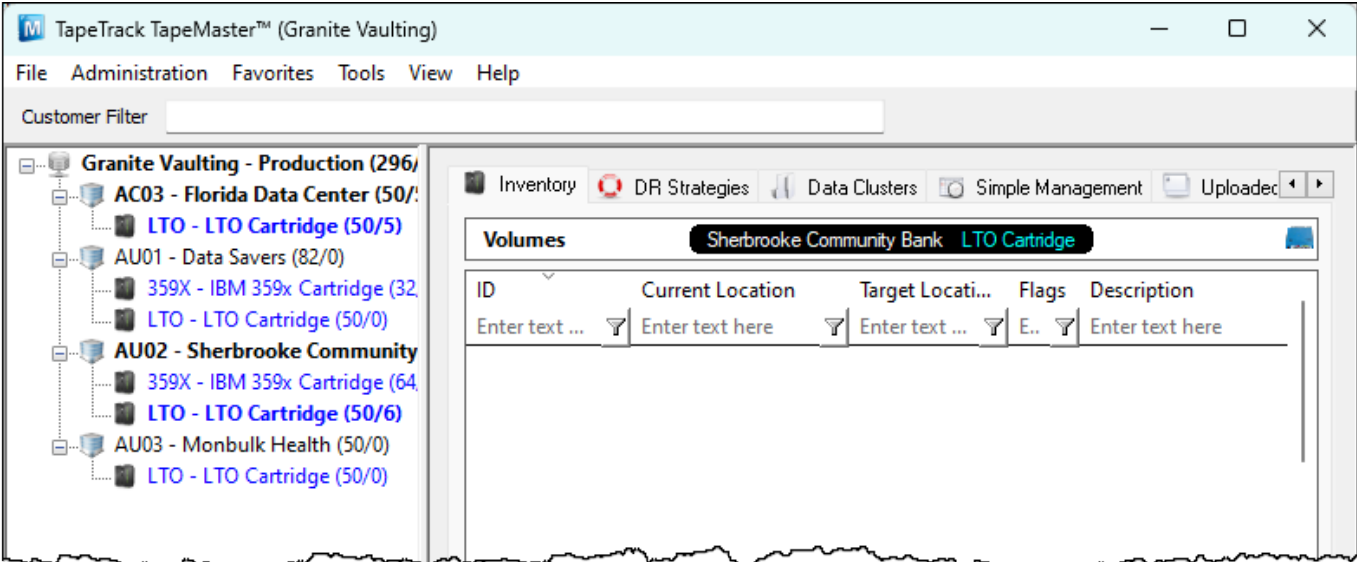 TapeTrack TapeMaster™ (Granite Vaulting)
File Administration Favorites Tools View Help
Customer Filter
Granite Vaulting - Production (296/
AC03 - Florida Data Center (50/
LTO - LTO Cartridge (50/5)
AU01 - Data Savers (82/0)
359X - IBM 359x Cartridge (32,
LTO - LTO Cartridge (50/0)
AU02 - Sherbrooke Community
359X - IBM 359x Cartridge (64,
LTO - LTO Cartridge (50/6)
AU03 - Monbulk Health (50/0)
LTO - LTO Cartridge (50/0)
Inventory DR Strategies Data Clusters Simple Management Uploaded
Volumes Sherbrooke Community Bank LTO Cartridge
ID Current Location Target Locati... Flags Description
Enter text ... Enter text here Enter text ... E.. Enter text here